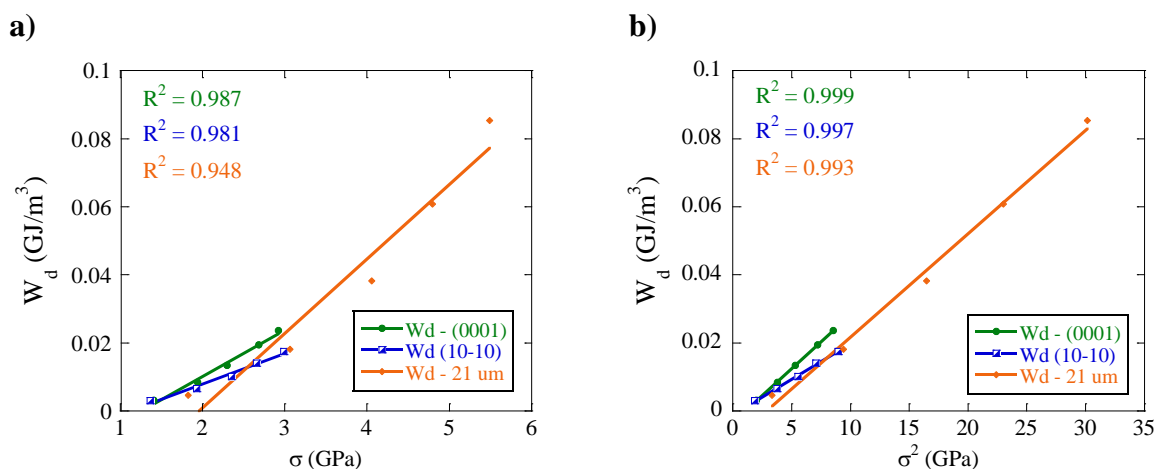 a)
R² = 0.987
R² = 0.981
R² = 0.948
W_d (GJ/m³)
0.1
0.08
0.06
0.04
0.02
0
1 2 3 4 5 6
σ (GPa)
Wd - (0001)
Wd (10-10)
Wd - 21 um
b)
R² = 0.999
R² = 0.997
R² = 0.993
W_d (GJ/m³)
0.1
0.08
0.06
0.04
0.02
0
0 5 10 15 20 25 30 35
σ² (GPa)
Wd - (0001)
Wd (10-10)
Wd - 21 um